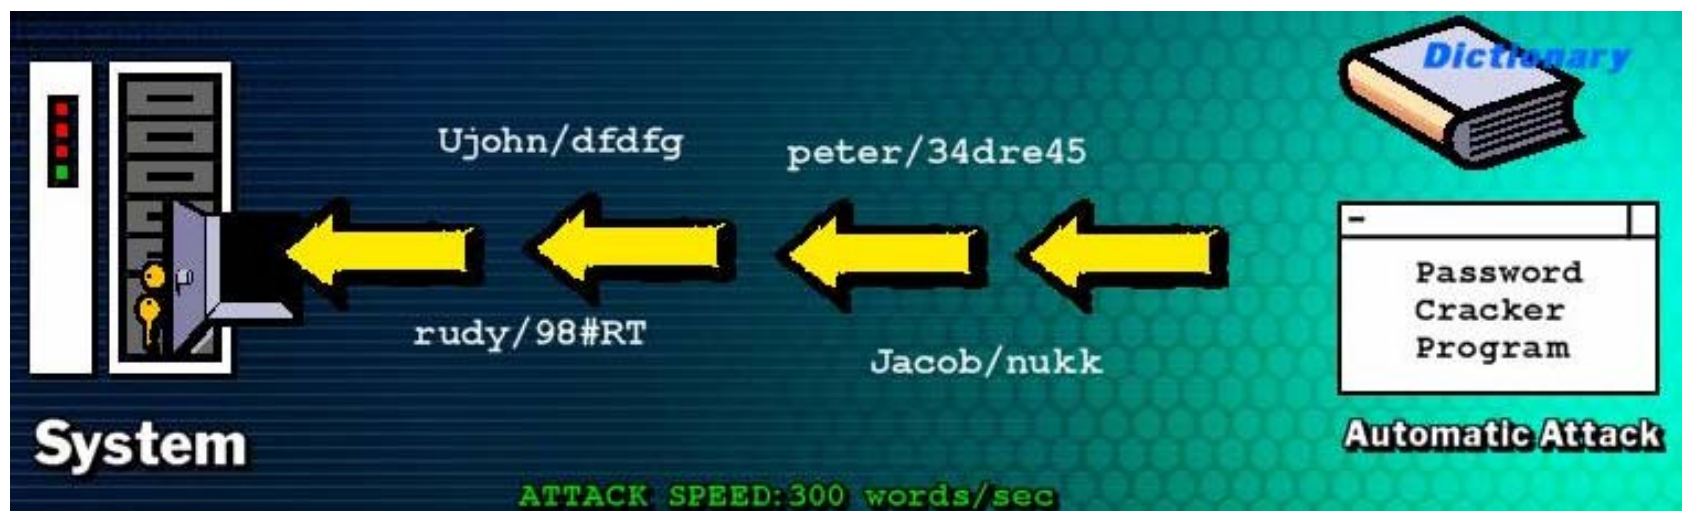 Dictionary
Ujohn/dfdfg
peter/34dre45
Password
Cracker
Program
rudy/98#RT
Jacob/nukk
System
Automatic Attack
ATTACK SPEED:300 words/sec